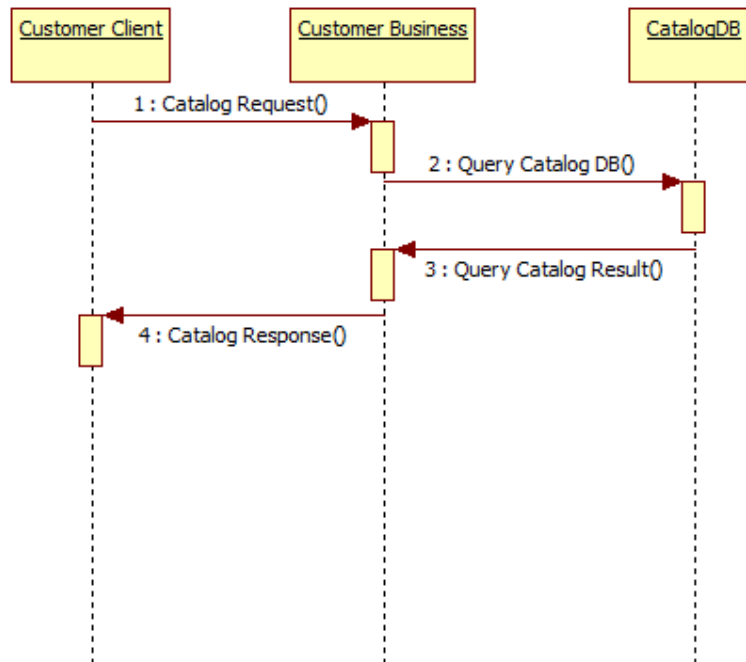 Customer Client
Customer Business
CatalogDB
1 : Catalog Request()
2 : Query Catalog DB()
3 : Query Catalog Result()
4 : Catalog Response()